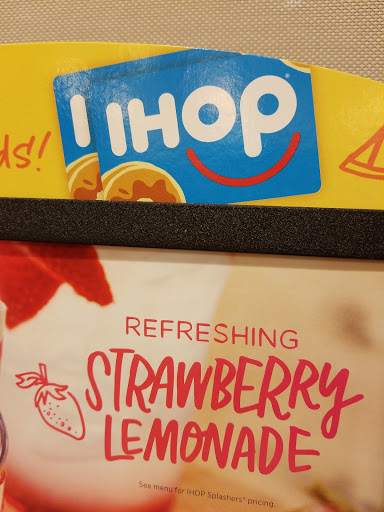 IHOP
REFRESHING
STRAWBERRY
LEMONADE
See menu for IHOP Splashers® pricing.